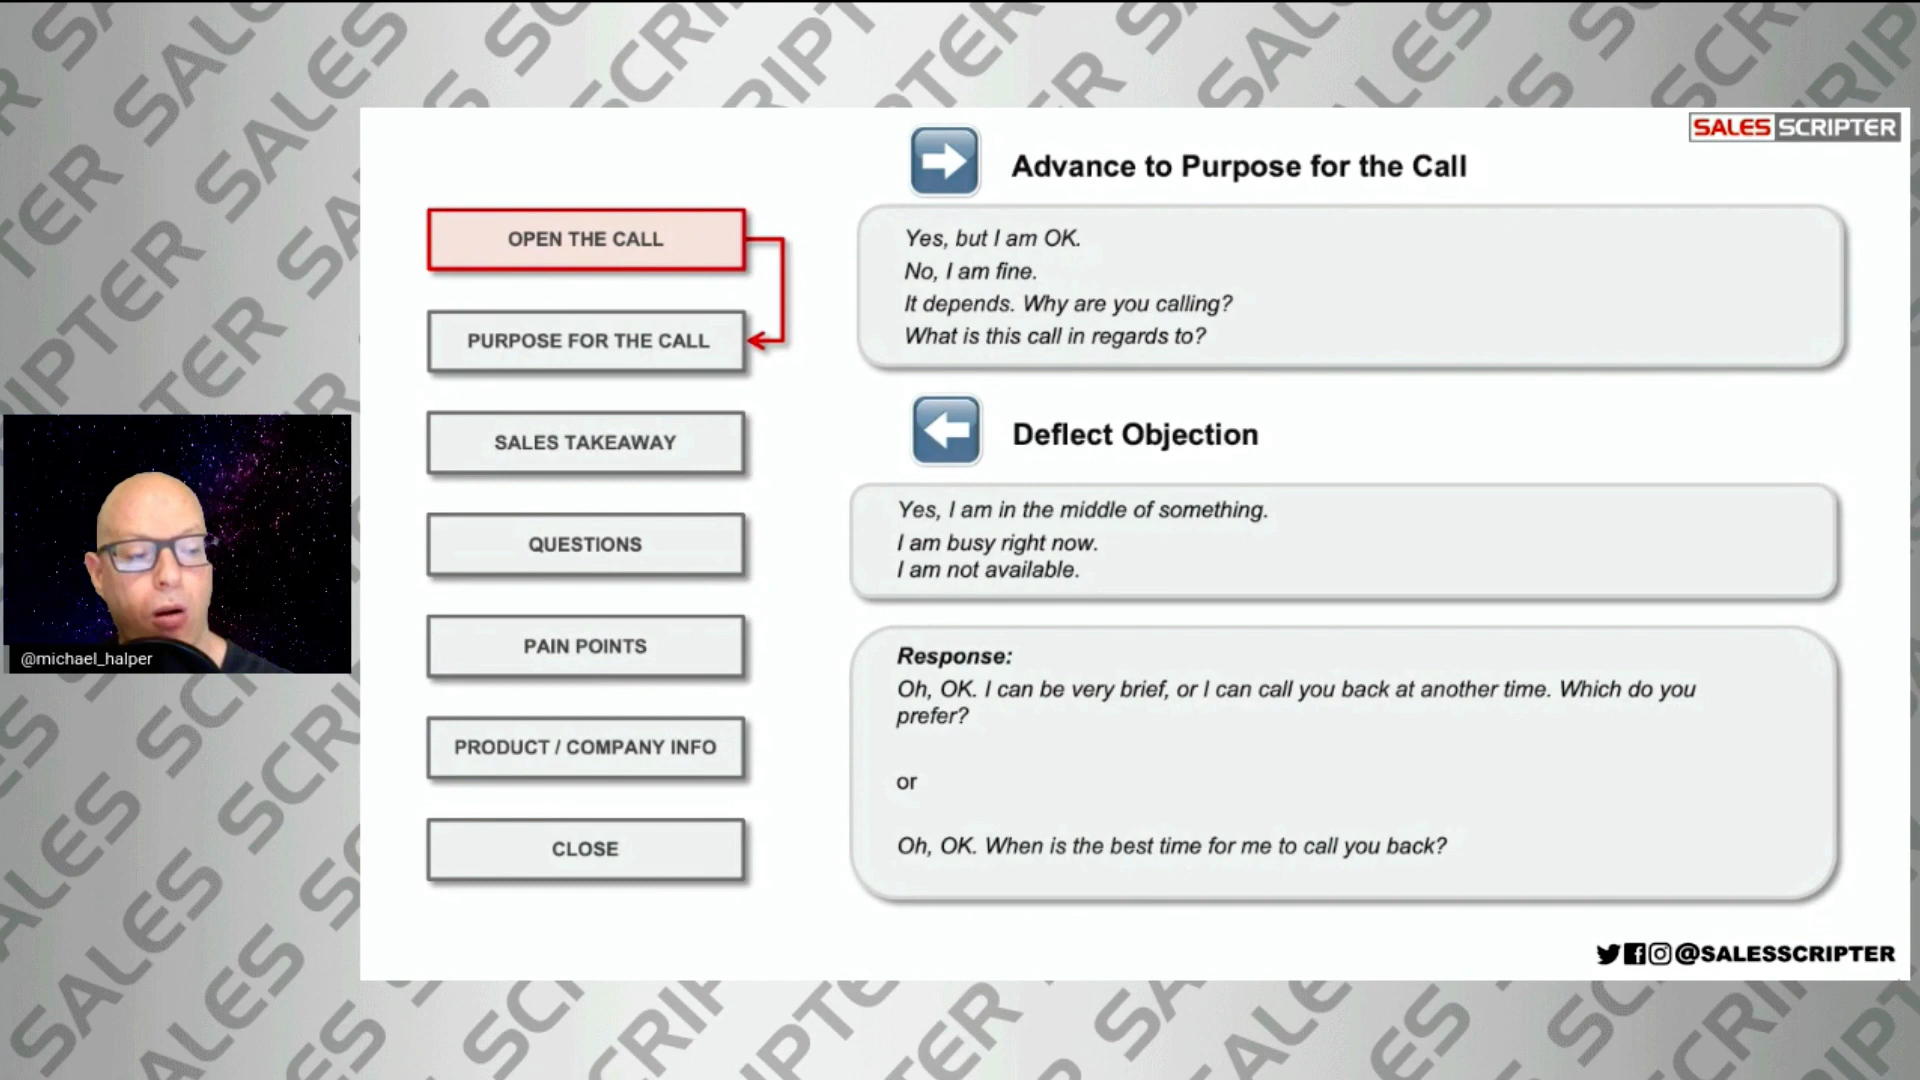 SALES SCRIPTER
Advance to Purpose for the Call
OPEN THE CALL
PURPOSE FOR THE CALL
SALES TAKEAWAY
QUESTIONS
PAIN POINTS
PRODUCT / COMPANY INFO
CLOSE
Yes, but I am OK.
No, I am fine.
It depends. Why are you calling?
What is this call in regards to?
Deflect Objection
Yes, I am in the middle of something.
I am busy right now.
I am not available.
Response:
Oh, OK. I can be very brief, or I can call you back at another time. Which do you
prefer?
or
Oh, OK. When is the best time for me to call you back?
@michael_halper
@SALESSCRIPTER